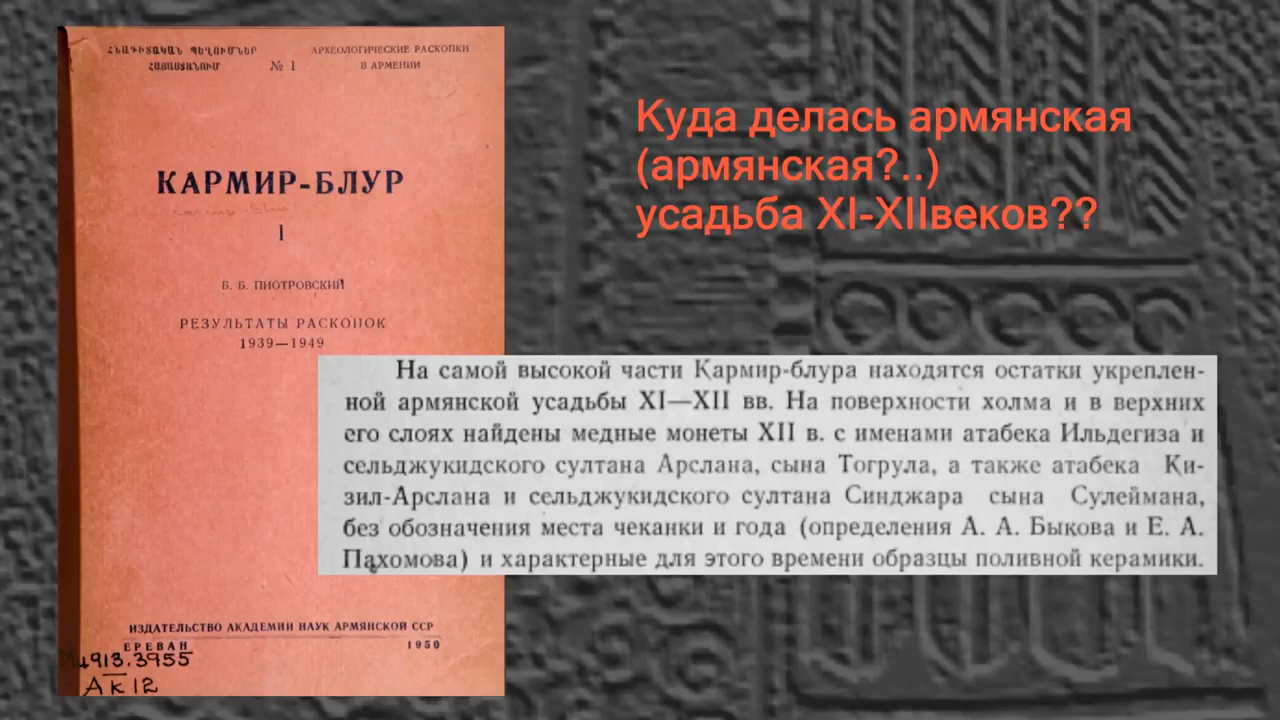 ՀՆԱԳԻՏԱԿԱՆ ՊԵՂՈՒՄՆԵՐ
ՀԱՅԱՍՏԱՆՈՒՄ
№ 1
АРХЕОЛОГИЧЕСКИЕ РАСКОПКИ
В АРМЕНИИ
КАРМИР-БЛУР
I
Б. Б. ПИОТРОВСКИЙ
РЕЗУЛЬТАТЫ РАСКОПОК
1939—1949
ИЗДАТЕЛЬСТВО АКАДЕМИИ НАУК АРМЯНСКОЙ ССР
ЕРЕВАН 1950
913.3955
АК 12
Куда делась армянская
(армянская?..)
усадьба XI-XIIвеков??
На самой высокой части Кармир-блура находятся остатки укреплен-
ной армянской усадьбы XI—XII вв. На поверхности холма и в верхних
его слоях найдены медные монеты XII в. с именами атабека Ильдегиза и
сельджукидского султана Арслана, сына Тогрула, а также атабека Ки-
зил-Арслана и сельджукидского султана Синджара сына Сулеймана,
без обозначения места чеканки и года (определения А. А. Быкова и Е. А.
Пахомова) и характерные для этого времени образцы поливной керамики.